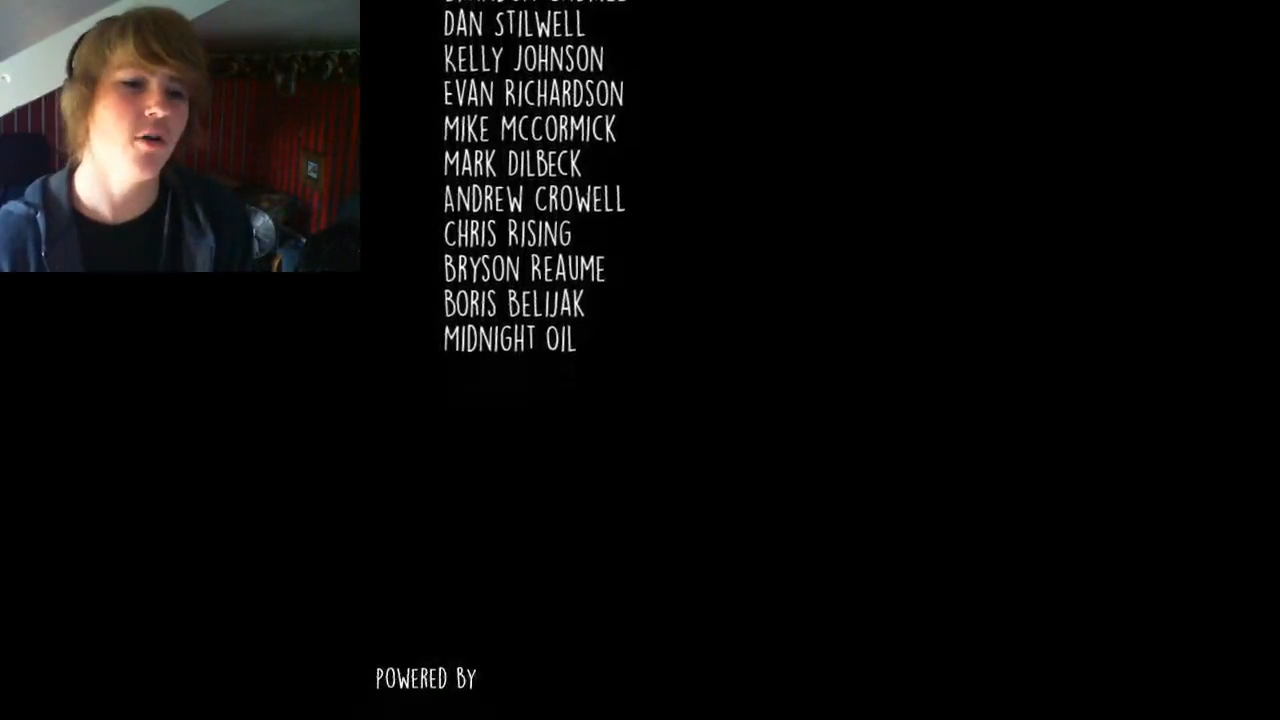 DAN STILWELL
KELLY JOHNSON
EVAN RICHARDSON
MIKE MCCORMICK
MARK DILBECK
ANDREW CROWELL
CHRIS RISING
BRYSON REAUME
BORIS BELIJAK
MIDNIGHT OIL
POWERED BY